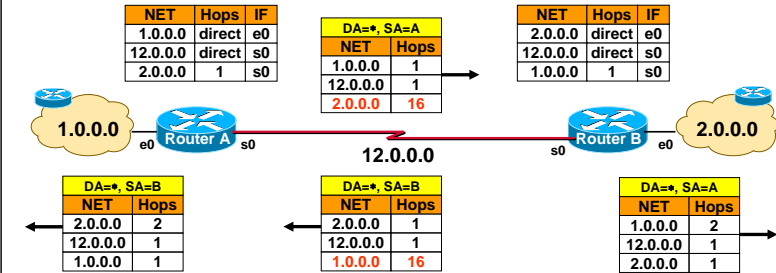 NET Hops IF
1.0.0.0 direct e0
12.0.0.0 direct s0
2.0.0.0 1 s0
DA=*, SA=A
NET Hops
1.0.0.0 1
12.0.0.0 1
2.0.0.0 16
NET Hops IF
2.0.0.0 direct e0
12.0.0.0 direct s0
1.0.0.0 1 s0
1.0.0.0
e0
Router A
s0
12.0.0.0
s0
Router B
e0
2.0.0.0
DA=*, SA=B
NET Hops
2.0.0.0 2
12.0.0.0 1
1.0.0.0 1
DA=*, SA=B
NET Hops
2.0.0.0 1
12.0.0.0 1
1.0.0.0 16
DA=*, SA=A
NET Hops
1.0.0.0 2
12.0.0.0 1
2.0.0.0 1